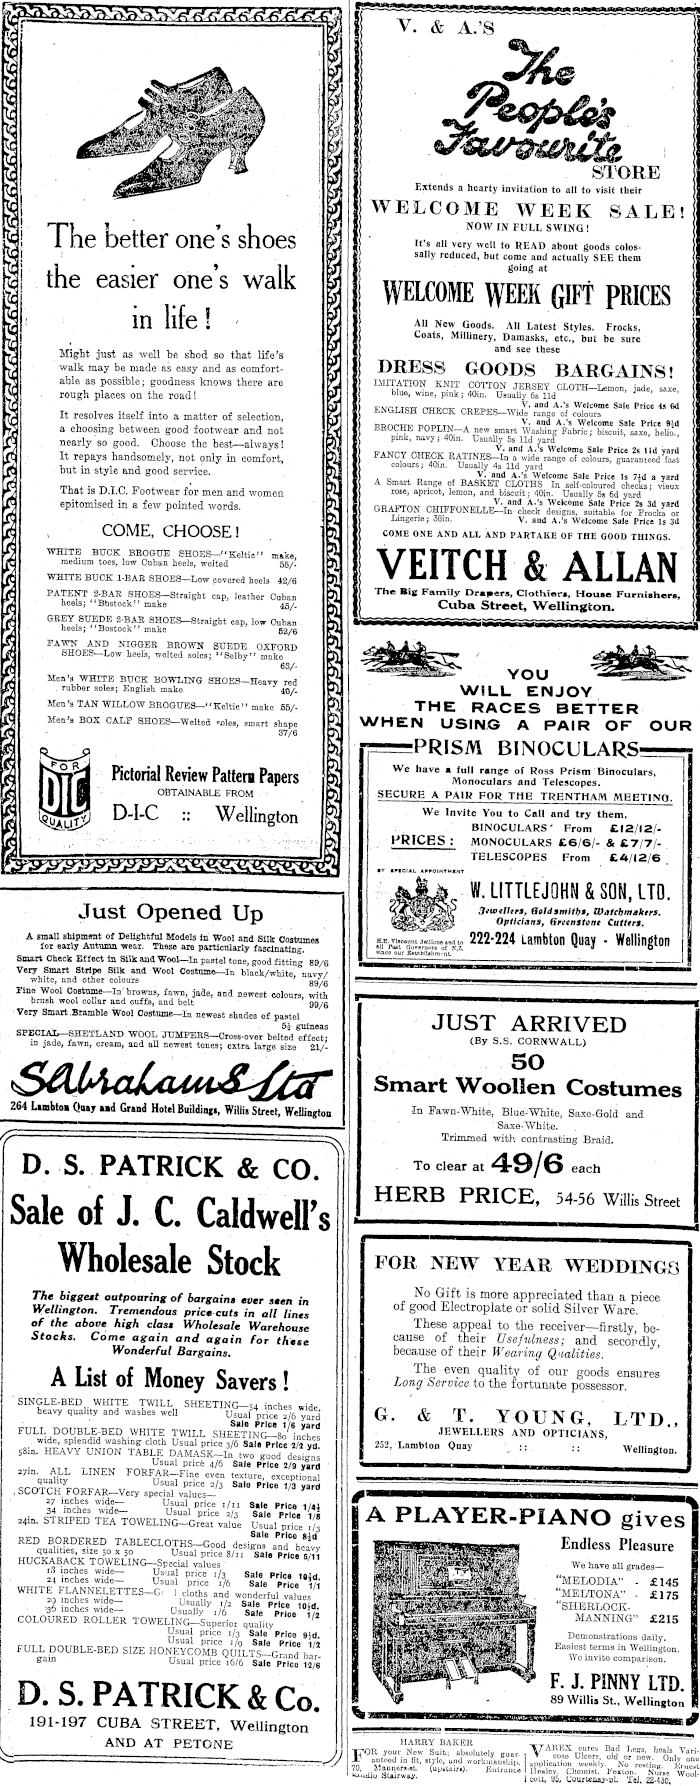 The better one's shoes
the easier one's walk
in life!
Might just as well be shod so that life's
walk may be made as easy and as comfort-
able as possible; goodness knows there are
rough places on the road!
It resolves itself into a matter of selection,
a choosing between good footwear and not
nearly so good. Choose the best—always!
It repays handsomely, not only in comfort,
but in style and good service.
That is D.I.C. Footwear for men and women
epitomised in a few pointed words.
COME, CHOOSE!
WHITE BUCK BROGUE SHOES—"Keltic" make,
medium toes, low Cuban heels, welted 55/-
WHITE BUCK 1-BAR SHOES—Low covered heels 42/6
PATENT 2-BAR SHOES—Straight cap, leather Cuban
heels; "Bostock" make 45/-
GREY SUEDE 2-BAR SHOES—Straight cap, low Cuban
heels; "Bostock" make 52/6
FAWN AND NIGGER BROWN SUEDE OXFORD
SHOES—Low heels, welted soles; "Selby" make
63/-
Men's WHITE BUCK BOWLING SHOES—Heavy red
rubber soles; English make 40/-
Men's TAN WILLOW BROGUES—"Keltic" make 55/-
Men's BOX CALF SHOES—Welted soles, smart shape
37/6
FOR
DIC
QUALITY
Pictorial Review Pattern Papers
OBTAINABLE FROM
D-I-C :: Wellington
Just Opened Up
A small shipment of Delightful Models in Wool and Silk Costumes
for early Autumn wear. These are particularly fascinating.
Smart Check Effect in Silk and Wool—In pastel tone, good fitting 89/6
Very Smart Stripe Silk and Wool Costume—In black/white, navy/
white, and other colours 89/6
Fine Wool Costume—In browns, fawn, jade, and newest colours, with
brush wool collar and cuffs, and belt 99/6
Very Smart Bramble Wool Costume—In newest shades of pastel
5½ guineas
SPECIAL—SHETLAND WOOL JUMPERS—Cross-over belted effect;
in jade, fawn, cream, and all newest tones; extra large size 21/-
S Abrahams Ltd
264 Lambton Quay and Grand Hotel Buildings, Willis Street, Wellington
D. S. PATRICK & CO.
Sale of J. C. Caldwell's
Wholesale Stock
The biggest outpouring of bargains ever seen in
Wellington. Tremendous price-cuts in all lines
of the above high class Wholesale Warehouse
Stocks. Come again and again for these
Wonderful Bargains.
A List of Money Savers!
SINGLE-BED WHITE TWILL SHEETING—54 inches wide,
heavy quality and washes well Usual price 2/6 yard
Sale Price 1/6 yard
FULL DOUBLE-BED WHITE TWILL SHEETING—80 inches
wide, splendid washing cloth Usual price 3/6 Sale Price 2/2 yd.
58in. HEAVY UNION TABLE DAMASK—In two good designs
Usual price 4/6 Sale Price 2/9 yard
27in. ALL LINEN FORFAR—Fine even texture, exceptional
quality Usual price 2/3 Sale Price 1/3 yard
SCOTCH FORFAR—Very special values—
27 inches wide— Usual price 1/11 Sale Price 1/4½
34 inches wide— Usual price 2/3 Sale Price 1/8
24in. STRIPED TEA TOWELING—Great value Usual price 1/3
Sale Price 8½d
RED BORDERED TABLECLOTHS—Good designs and heavy
qualities, size 50 x 50 Usual price 8/11 Sale Price 5/11
HUCKABACK TOWELING—Special values
18 inches wide— Usual price 1/3 Sale Price 10½d.
24 inches wide— Usual price 1/6 Sale Price 1/1
WHITE FLANNELETTES— cloths and wonderful values
29 inches wide— Usually 1/2 Sale Price 10½d.
36 inches wide— Usually 1/6 Sale Price 1/2
COLOURED ROLLER TOWELING—Superior quality
Usual price 1/3 Sale Price 9½d.
Usual price 1/9 Sale Price 1/2
FULL DOUBLE-BED SIZE HONEYCOMB QUILTS—Grand bar-
gain Usual price 16/6 Sale Price 12/6
D. S. PATRICK & Co.
191-197 CUBA STREET, Wellington
AND AT PETONE
V. & A.'S
The
People's
Favourite
STORE
Extends a hearty invitation to all to visit their
WELCOME WEEK SALE!
NOW IN FULL SWING!
It's all very well to READ about goods colos-
sally reduced, but come and actually SEE them
going at
WELCOME WEEK GIFT PRICES
All New Goods. All Latest Styles. Frocks,
Coats, Millinery, Damasks, etc., but be sure
and see these
DRESS GOODS BARGAINS!
IMITATION KNIT COTTON JERSEY CLOTH—Lemon, jade, saxe,
blue, wine, pink; 40in. Usually 6s 11d
V. and A.'s Welcome Sale Price 4s 6d
ENGLISH CHECK CREPES—Wide range of colours
V. and A.'s Welcome Sale Price 9½d
BROCHE POPLIN—A new smart Washing Fabric; biscuit, saxe, helio.,
pink, navy; 40in. Usually 5s 11d yard
V. and A.'s Welcome Sale Price 2s 11d yard
FANCY CHECK RATINES—In a wide range of colours, guaranteed fast
colours; 40in. Usually 4s 11d yard
V. and A.'s Welcome Sale Price 1s 7½d a yard
A Smart Range of BASKET CLOTHS In self-coloured checks; vieux
rose, apricot, lemon, and biscuit; 40in. Usually 5s 6d yard
V. and A.'s Welcome Sale Price 2s 3d yard
GRAFTON CHIFFONELLE—In check designs, suitable for Frocks or
Lingerie; 38in. V. and A.'s Welcome Sale Price 1s 3d
COME ONE AND ALL AND PARTAKE OF THE GOOD THINGS.
VEITCH & ALLAN
The Big Family Drapers, Clothiers, House Furnishers,
Cuba Street, Wellington.
YOU
WILL ENJOY
THE RACES BETTER
WHEN USING A PAIR OF OUR
PRISM BINOCULARS
We have a full range of Ross Prism Binoculars,
Monoculars and Telescopes.
SECURE A PAIR FOR THE TRENTHAM MEETING.
We Invite You to Call and try them.
PRICES:
BINOCULARS From £12/12/-
MONOCULARS £6/6/- & £7/7/-
TELESCOPES From £4/12/6
BY SPECIAL APPOINTMENT
H.E. Viscount Jellicoe and to
all Past Governors of N.Z.
since our Establishment.
W. LITTLEJOHN & SON, LTD.
Jewellers, Goldsmiths, Watchmakers.
Opticians, Greenstone Cutters.
222-224 Lambton Quay - Wellington
JUST ARRIVED
(By S.S. CORNWALL)
50
Smart Woollen Costumes
In Fawn-White, Blue-White, Saxe-Gold and
Saxe-White.
Trimmed with contrasting Braid.
To clear at 49/6 each
HERB PRICE, 54-56 Willis Street
FOR NEW YEAR WEDDINGS
No Gift is more appreciated than a piece
of good Electroplate or solid Silver Ware.
These appeal to the receiver—firstly, be-
cause of their Usefulness; and secondly,
because of their Wearing Qualities.
The even quality of our goods ensures
Long Service to the fortunate possessor.
G. & T. YOUNG, LTD.,
JEWELLERS AND OPTICIANS,
252, Lambton Quay :: :: Wellington.
A PLAYER-PIANO gives
Endless Pleasure
We have all grades—
"MELODIA" - £145
"MELTONA" - £175
"SHERLOCK-
MANNING" £215
Demonstrations daily.
Easiest terms in Wellington.
We invite comparison.
F. J. PINNY LTD.
89 Willis St., Wellington
HARRY BAKER
FOR your New Suit; absolutely guar-
anteed in fit, style, and workmanship.
70, Manners-st. (upstairs). Entrance
Studio Stairway.
VAREX cures Bad Legs, heals Vari-
cose Ulcers, old or new. Only one
application weekly. No resting.
Chemist, Nurse Wool-
cott, 95, Courtenay-pl. Tel. 22-430.